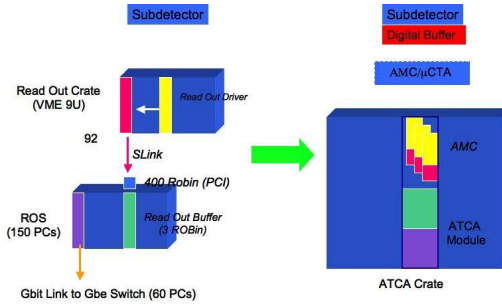 Subdetector
Read Out Crate
(VME 9U)
Read Out Driver
92
SLink
400 Robin (PCI)
ROS
(150 PCs)
Read Out Buffer
(3 ROBin)
Gbit Link to Gbe Switch (60 PCs)
Subdetector
Digital Buffer
AMC/μCTA
AMC
ATCA
Module
ATCA Crate